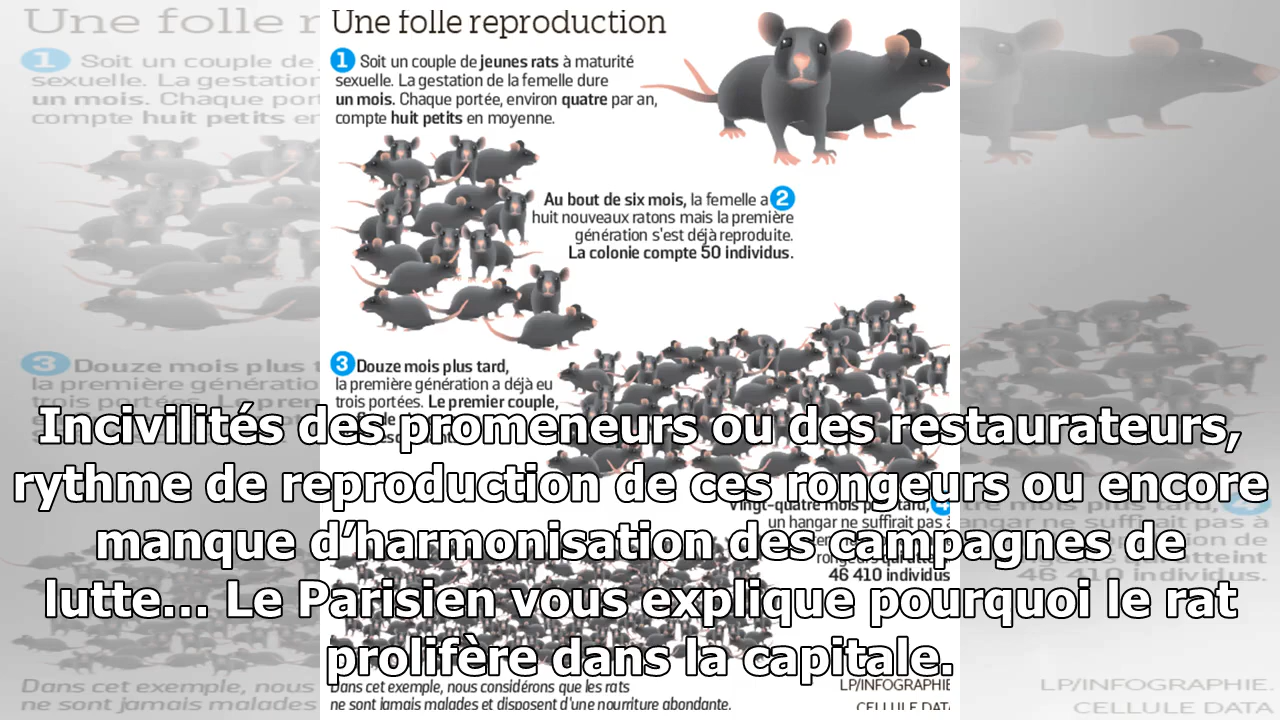 Une folle reproduction
1 Soit un couple de jeunes rats à maturité
sexuelle. La gestation de la femelle dure
un mois. Chaque portée, environ quatre par an,
compte huit petits en moyenne.
Au bout de six mois, la femelle a 2
huit nouveaux ratons mais la première
génération s'est déjà reproduite.
La colonie compte 50 individus.
3 Douze mois plus tard,
la première génération a déjà eu
trois portées. Le premier couple,
Incivilités des promeneurs ou des restaurateurs,
rythme de reproduction de ces rongeurs ou encore
manque d’harmonisation des campagnes de
lutte... Le Parisien vous explique pourquoi le rat
prolifère dans la capitale.
Vingt-quatre mois plus tard, 4
un hangar ne suffirait pas à
46 410 individus
Dans cet exemple, nous considérons que les rats
ne sont jamais malades et disposent d'une nourriture abondante.
LP/INFOGRAPHIE.
CELLULE DATA